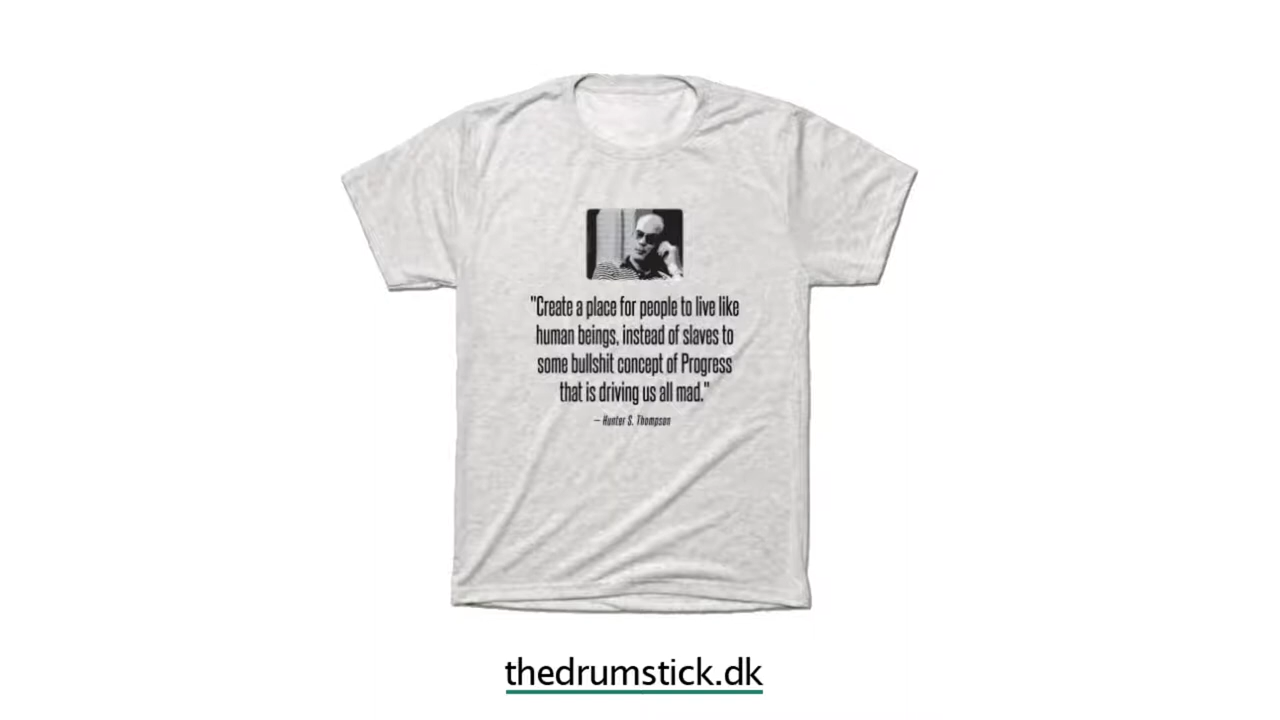 "Create a place for people to live like
human beings, instead of slaves to
some bullshit concept of Progress
that is driving us all mad."
– Hunter S. Thompson
thedrumstick.dk